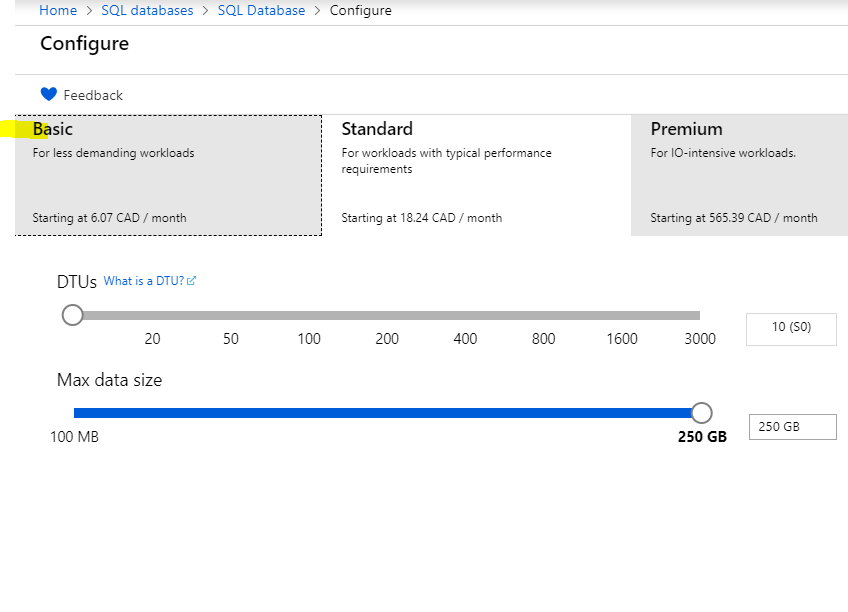 Home > SQL databases > SQL Database > Configure
Configure
Feedback
Basic
For less demanding workloads
Starting at 6.07 CAD / month
Standard
For workloads with typical performance
requirements
Starting at 18.24 CAD / month
Premium
For IO-intensive workloads.
Starting at 565.39 CAD / month
DTUs What is a DTU?
20 50 100 200 400 800 1600 3000
10 (S0)
Max data size
100 MB 250 GB
250 GB